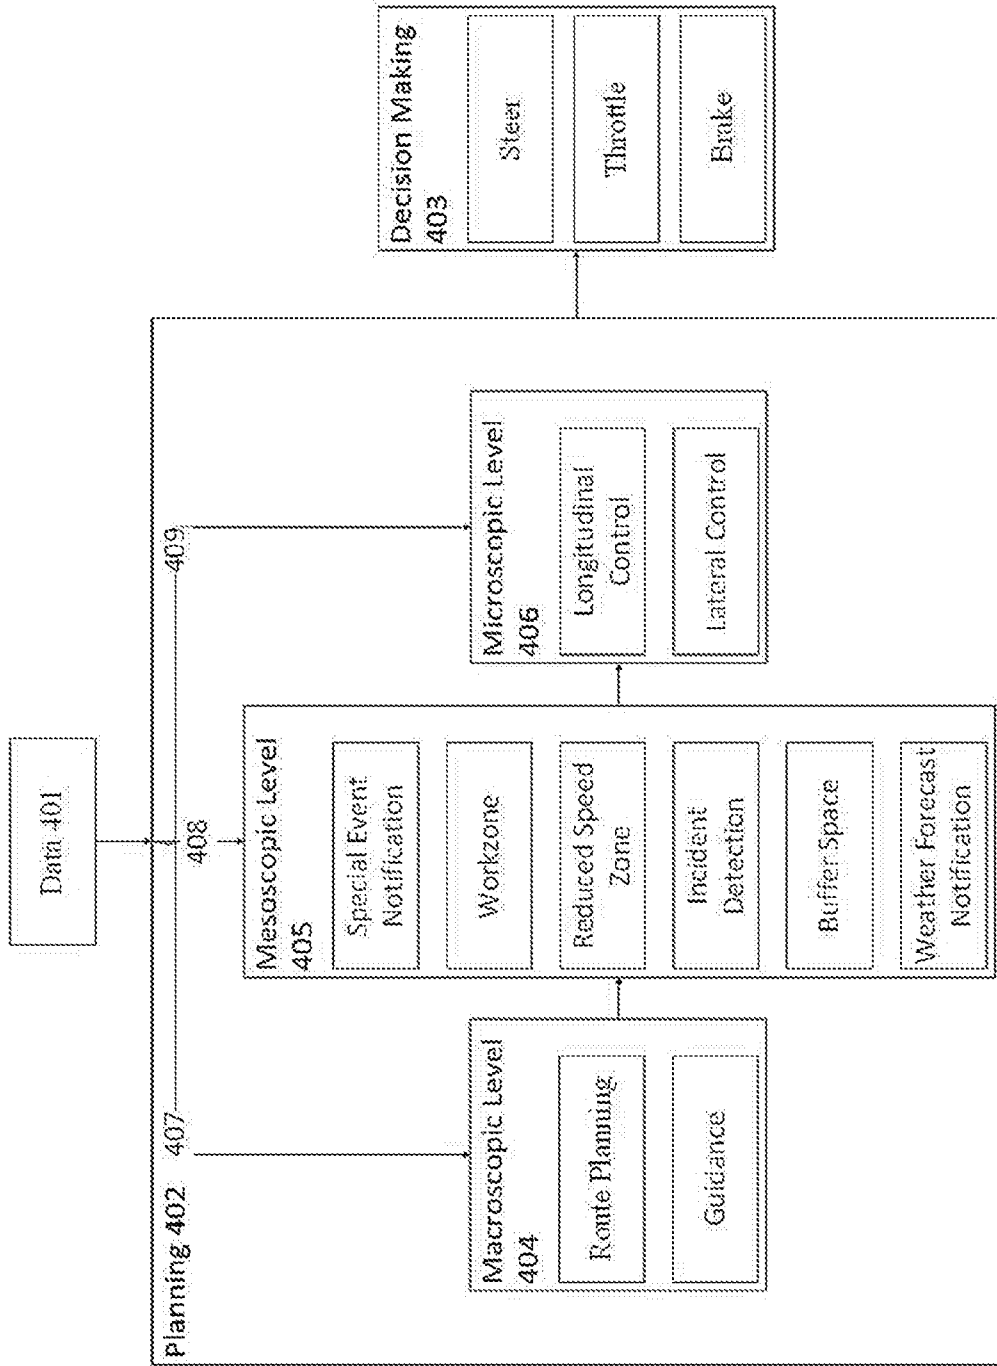 Data 401
Planning 402
407
408
409
Macroscopic Level
404
Route Planning
Guidance
Mesoscopic Level
405
Special Event
Notification
Workzone
Reduced Speed
Zone
Incident
Detection
Buffer Space
Weather Forecast
Notification
Microscopic Level
406
Longitudinal
Control
Lateral Control
Decision Making
403
Steer
Throttle
Brake